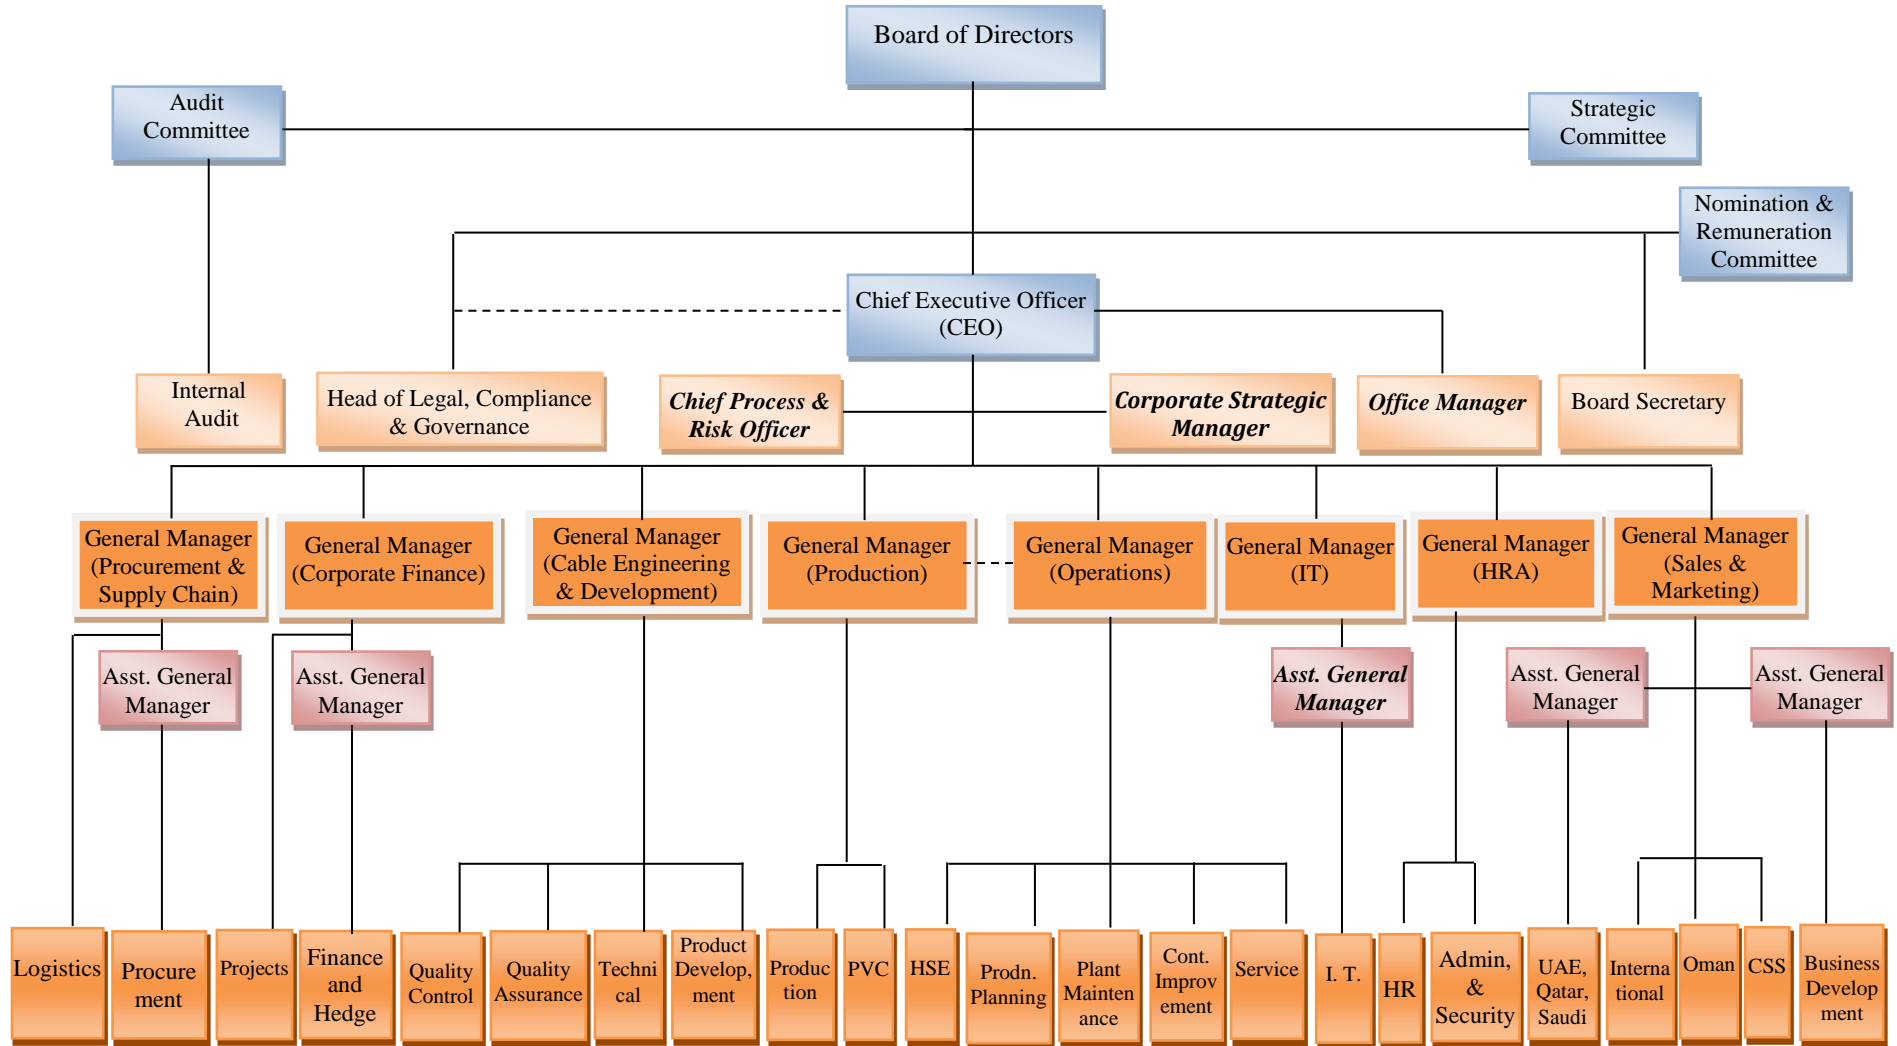 Board of Directors
Audit
Committee
Strategic
Committee
Nomination &
Remuneration
Committee
Chief Executive Officer
(CEO)
Internal
Audit
Head of Legal, Compliance
& Governance
Chief Process &
Risk Officer
Corporate Strategic
Manager
Office Manager
Board Secretary
General Manager
(Procurement &
Supply Chain)
General Manager
(Corporate Finance)
General Manager
(Cable Engineering
& Development)
General Manager
(Production)
General Manager
(Operations)
General Manager
(IT)
General Manager
(HRA)
General Manager
(Sales &
Marketing)
Asst. General
Manager
Asst. General
Manager
Asst. General
Manager
Asst. General
Manager
Asst. General
Manager
Logistics
Procure
ment
Projects
Finance
and
Hedge
Quality
Control
Quality
Assurance
Techni
cal
Product
Develop,
ment
Produc
tion
PVC
HSE
Prodn.
Planning
Plant
Mainten
ance
Cont.
Improv
ement
Service
I. T.
HR
Admin,
&
Security
UAE,
Qatar,
Saudi
Interna
tional
Oman
CSS
Business
Develop
ment